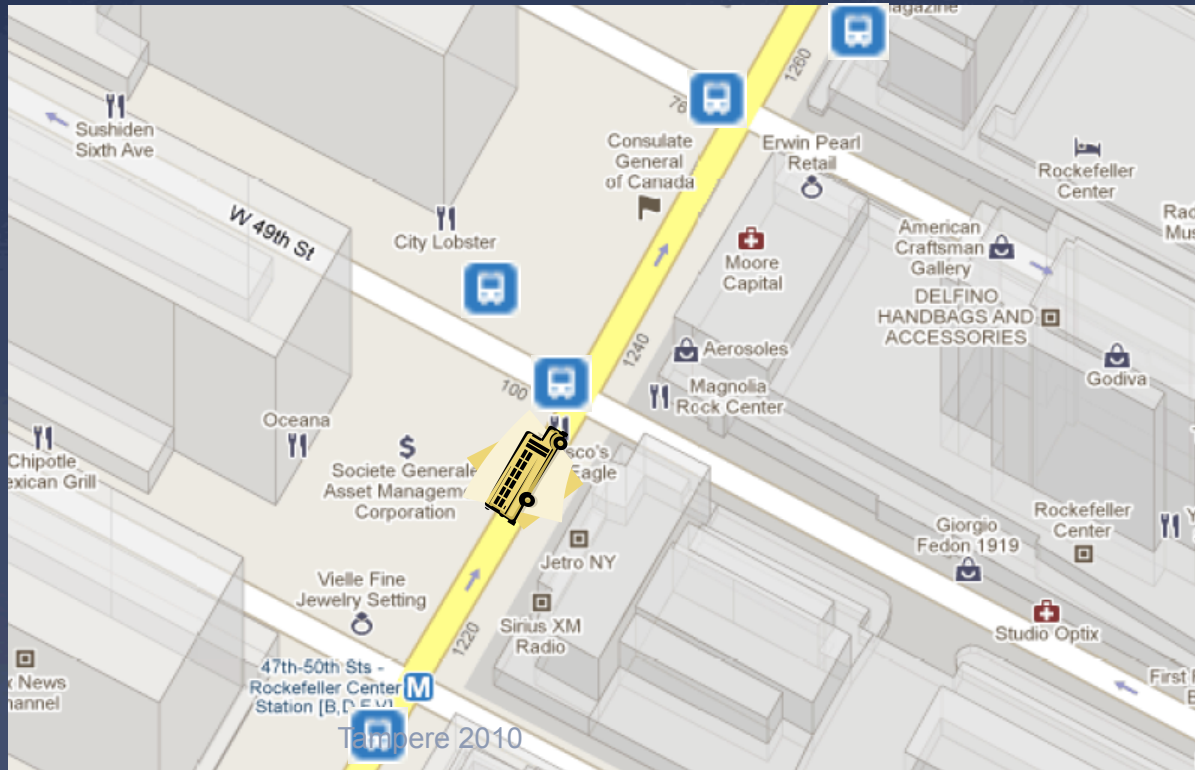 agazine
1260
76
Sushiden
Sixth Ave
Consulate
General
of Canada
Erwin Pearl
Retail
Rockefeller
Center
W 49th St
City Lobster
American
Craftsman
Gallery
Rad
Mus
Moore
Capital
DELFINO
HANDBAGS AND
ACCESSORIES
1240
Aerosoles
Godiva
100
Magnolia
Rock Center
Oceana
$
Chipotle
exican Grill
Societe Generale
Asset Manageme
Corporation
sco's
Eagle
Jetro NY
Giorgio
Fedon 1919
Rockefeller
Center
Y
Vielle Fine
Jewelry Setting
1220
Sirius XM
Radio
Studio Optix
x News
hannel
47th-50th Sts -
Rockefeller Center
Station [B,D,F,V]
M
First R
Tampere 2010